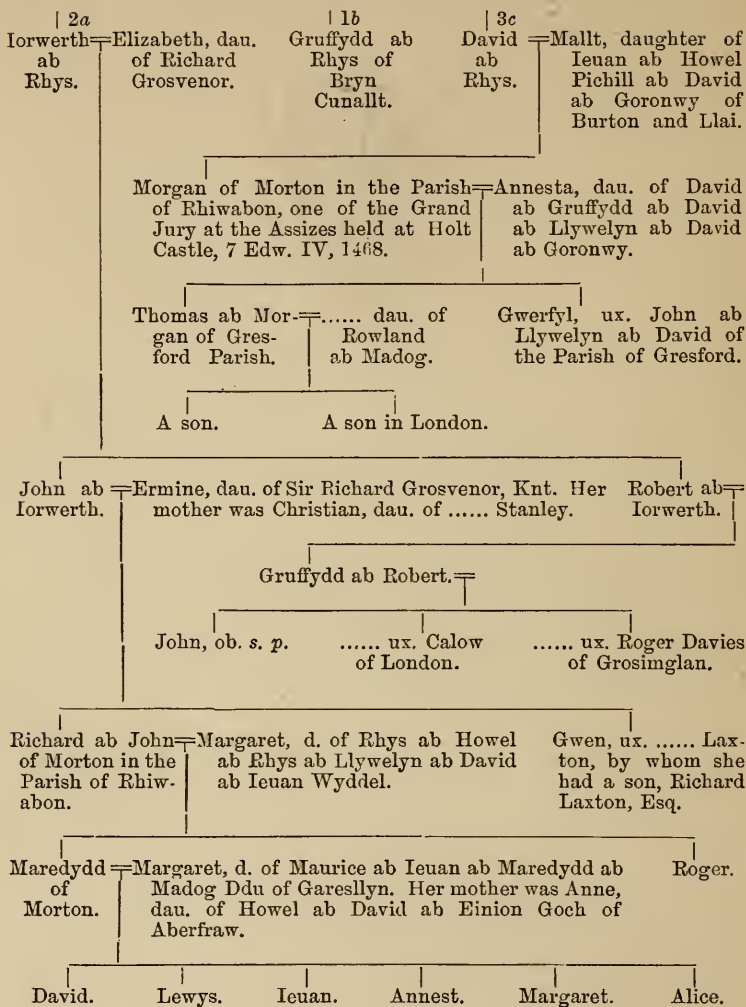 | 2a
Iorwerth=Elizabeth, dau.
ab of Richard
Rhys. Grosvenor.
| 1b
Gruffydd ab
Rhys of
Bryn
Cunallt.
| 3c
David =Mallt, daughter of
ab Ieuan ab Howel
Rhys. Pichill ab David
ab Goronwy of
Burton and Llai.
Morgan of Morton in the Parish=Annesta, dau. of David
of Rhiwabon, one of the Grand ab Gruffydd ab David
Jury at the Assizes held at Holt ab Llywelyn ab David
Castle, 7 Edw. IV, 1468. ab Goronwy.
Thomas ab Mor-=...... dau. of
gan of Gres- Rowland
ford Parish. ab Madog.
Gwerfyl, ux. John ab
Llywelyn ab David of
the Parish of Gresford.
A son. A son in London.
John ab =Ermine, dau. of Sir Richard Grosvenor, Knt. Her
Iorwerth. mother was Christian, dau. of ...... Stanley.
Robert ab=
Iorwerth.
Gruffydd ab Robert.=
John, ob. s. p.
...... ux. Calow
of London.
...... ux. Roger Davies
of Grosimglan.
Richard ab John=Margaret, d. of Rhys ab Howel
of Morton in the ab Rhys ab Llywelyn ab David
Parish of Rhiw- ab Ieuan Wyddel.
abon.
Gwen, ux. ...... Lax-
ton, by whom she
had a son, Richard
Laxton, Esq.
Maredydd =Margaret, d. of Maurice ab Ieuan ab Maredydd ab
of Madog Ddu of Garesllyn. Her mother was Anne,
Morton. dau. of Howel ab David ab Einion Goch of
Aberfraw.
Roger.
David. Lewys. Ieuan. Annest. Margaret. Alice.